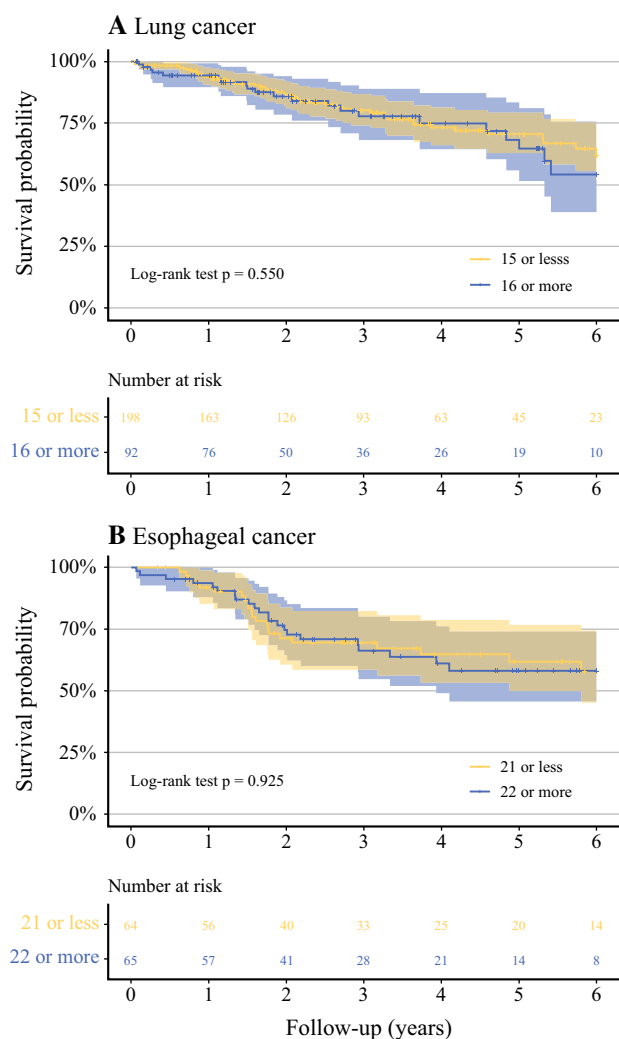 A Lung cancer
Survival probability
100%
75%
50%
25%
0%
Log-rank test p = 0.550
15 or lesss
16 or more
0 1 2 3 4 5 6
Number at risk
15 or less 198 163 126 93 63 45 23
16 or more 92 76 50 36 26 19 10
0 1 2 3 4 5 6
B Esophageal cancer
Survival probability
100%
70%
50%
25%
0%
Log-rank test p = 0.925
21 or less
22 or more
0 1 2 3 4 5 6
Number at risk
21 or less 64 56 40 33 25 20 14
22 or more 65 57 41 28 21 14 8
0 1 2 3 4 5 6
Follow-up (years)